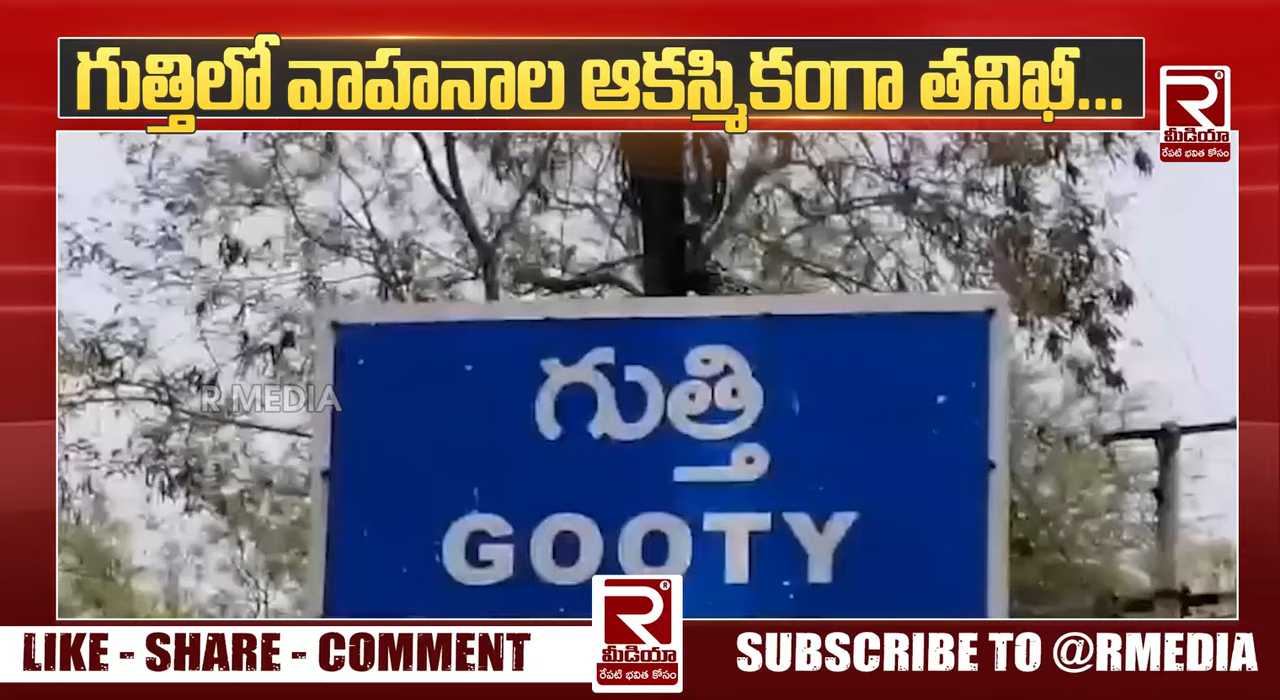 గుత్తిలో వాహనాల ఆకస్మికంగా తనిఖీ...
R®
మీడియా
రేపటి భవిత కోసం
గుత్తి
R MEDIA
GOOTY
R®
మీడియా
రేపటి భవిత కోసం
LIKE - SHARE - COMMENT
SUBSCRIBE TO @RMEDIA